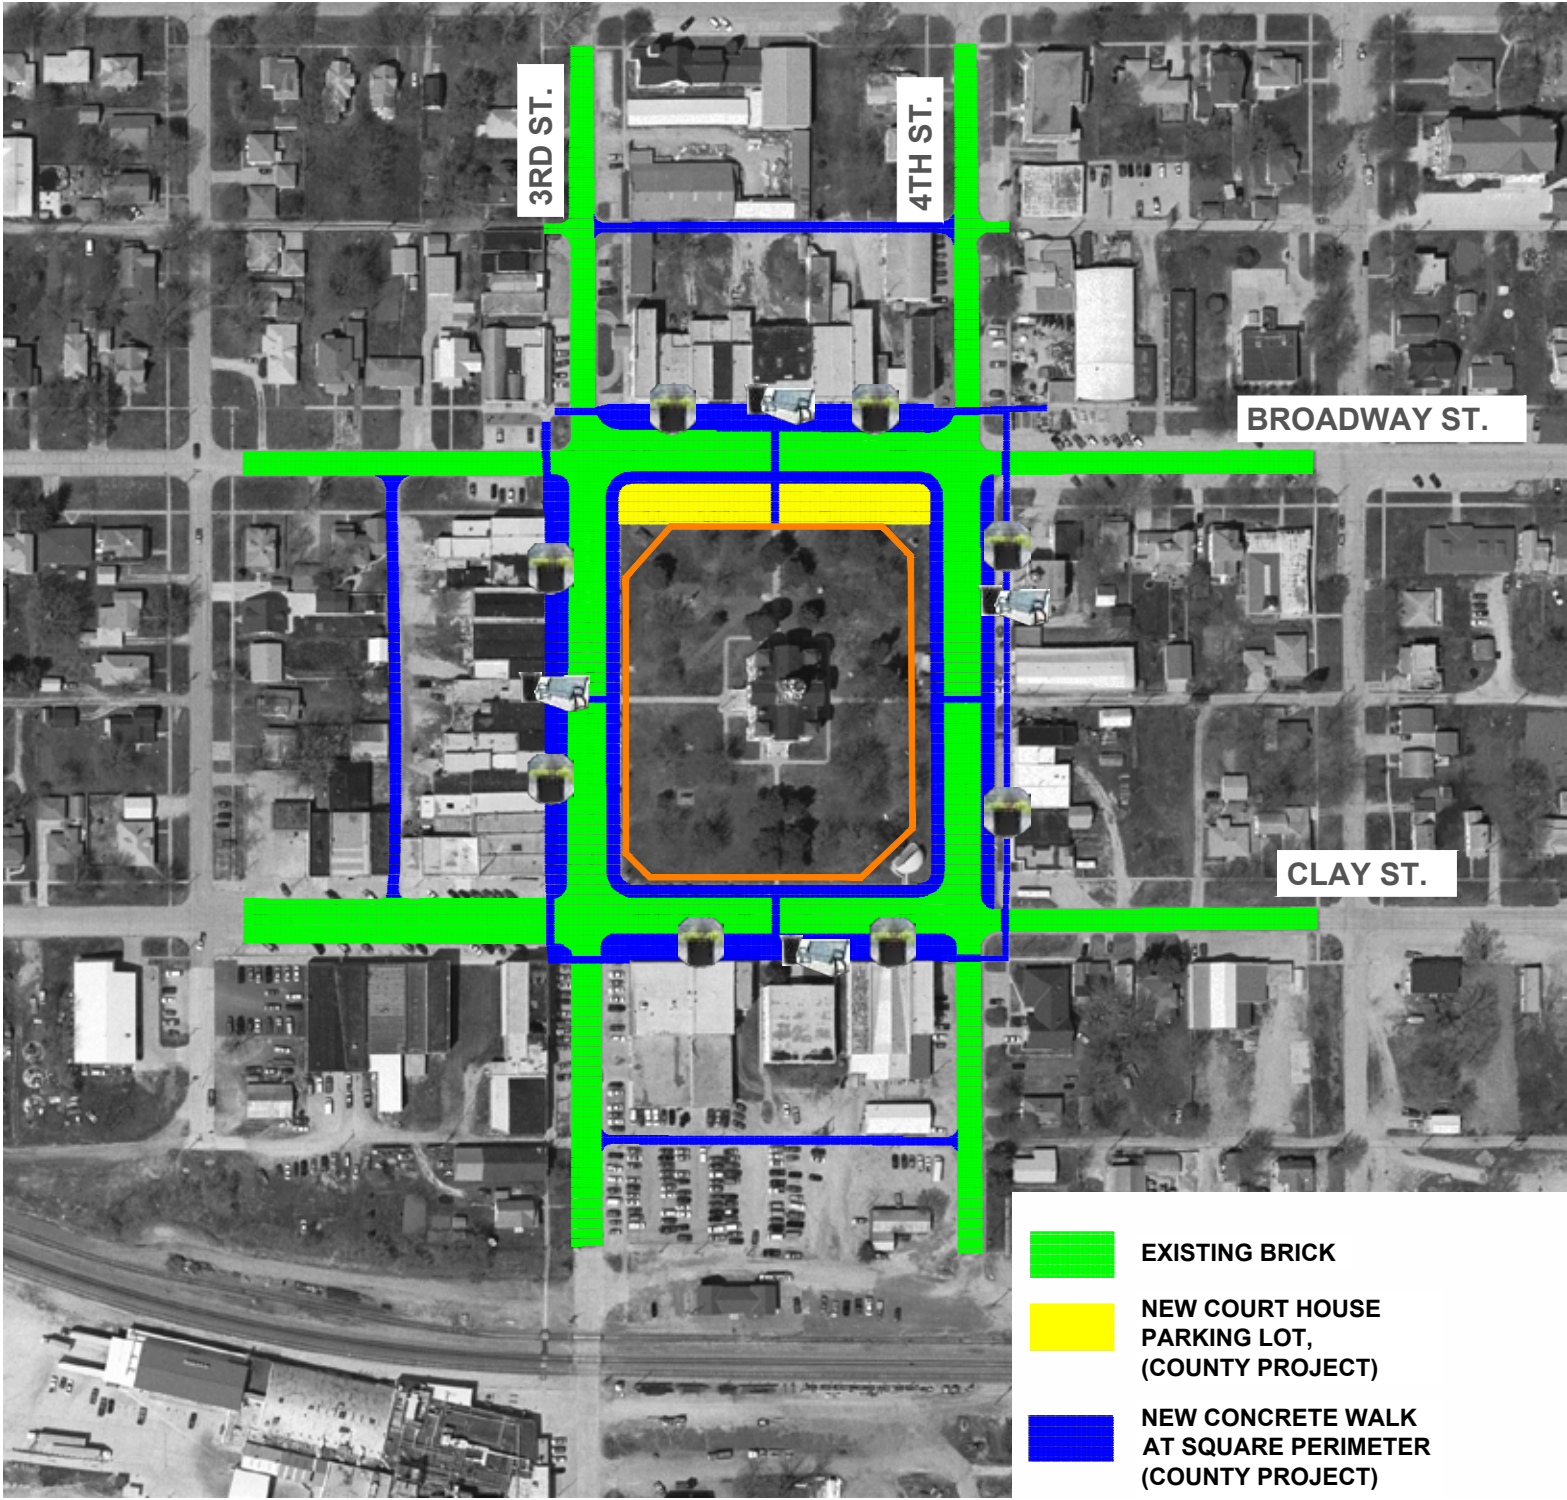 3RD ST.
4TH ST.
BROADWAY ST.
CLAY ST.
EXISTING BRICK
NEW COURT HOUSE
PARKING LOT,
(COUNTY PROJECT)
NEW CONCRETE WALK
AT SQUARE PERIMETER
(COUNTY PROJECT)